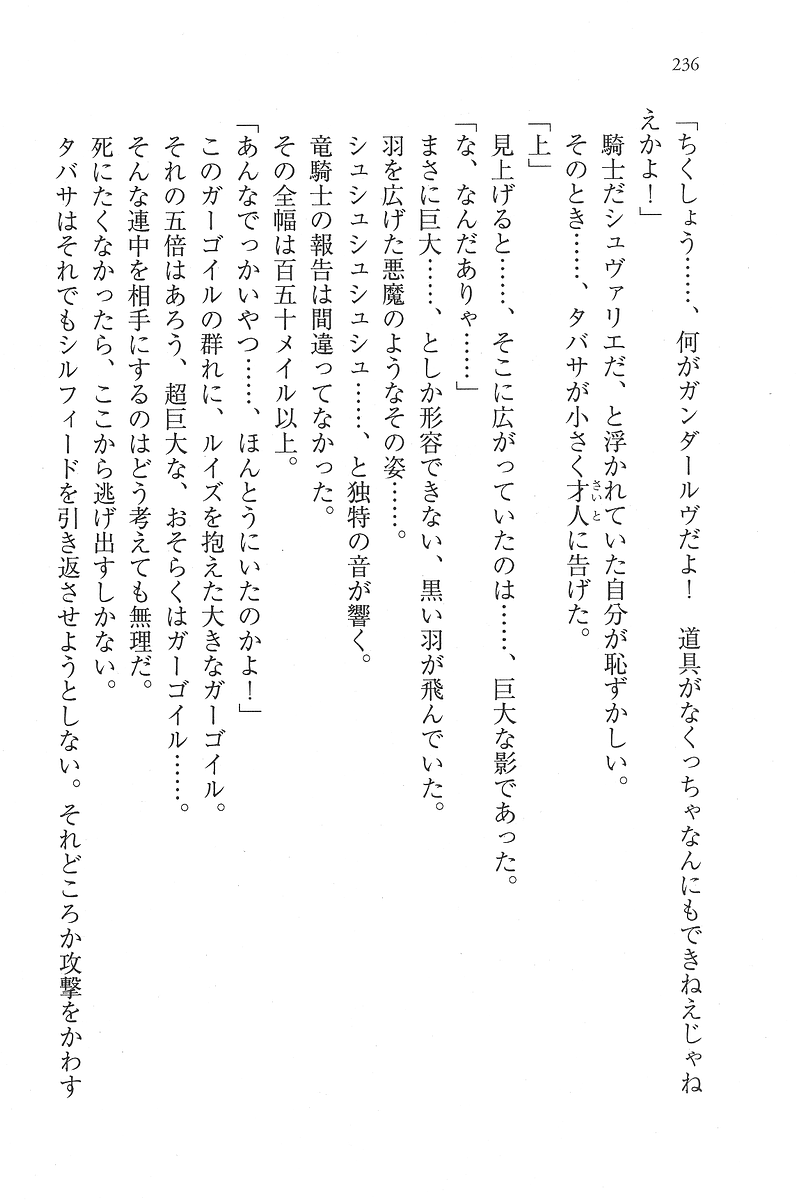 236
「ちくしょう……、何がガンダールヴだよ！　道具がなくっちゃなんにもできねえじゃね
えかよ！」
騎士だシュヴァリエだ、と浮かれていた自分が恥ずかしい。
そのとき……、タバサが小さく才人に告げた。
さいと
「上」
見上げると……、そこに広がっていたのは……、巨大な影であった。
「な、なんだありゃ……」
まさに巨大……、としか形容できない、黒い羽が飛んでいた。
羽を広げた悪魔のようなその姿……。
シュシュシュシュシュ……、と独特の音が響く。
竜騎士の報告は間違ってなかった。
その全幅は百五十メイル以上。
「あんなでっかいやつ……、ほんとうにいたのかよ！」
このガーゴイルの群れに、ルイズを抱えた大きなガーゴイル。
それの五倍はあろう、超巨大な、おそらくはガーゴイル……。
そんな連中を相手にするのはどう考えても無理だ。
死にたくなかったら、ここから逃げ出すしかない。
タバサはそれでもシルフィードを引き返させようとしない。それどころか攻撃をかわす